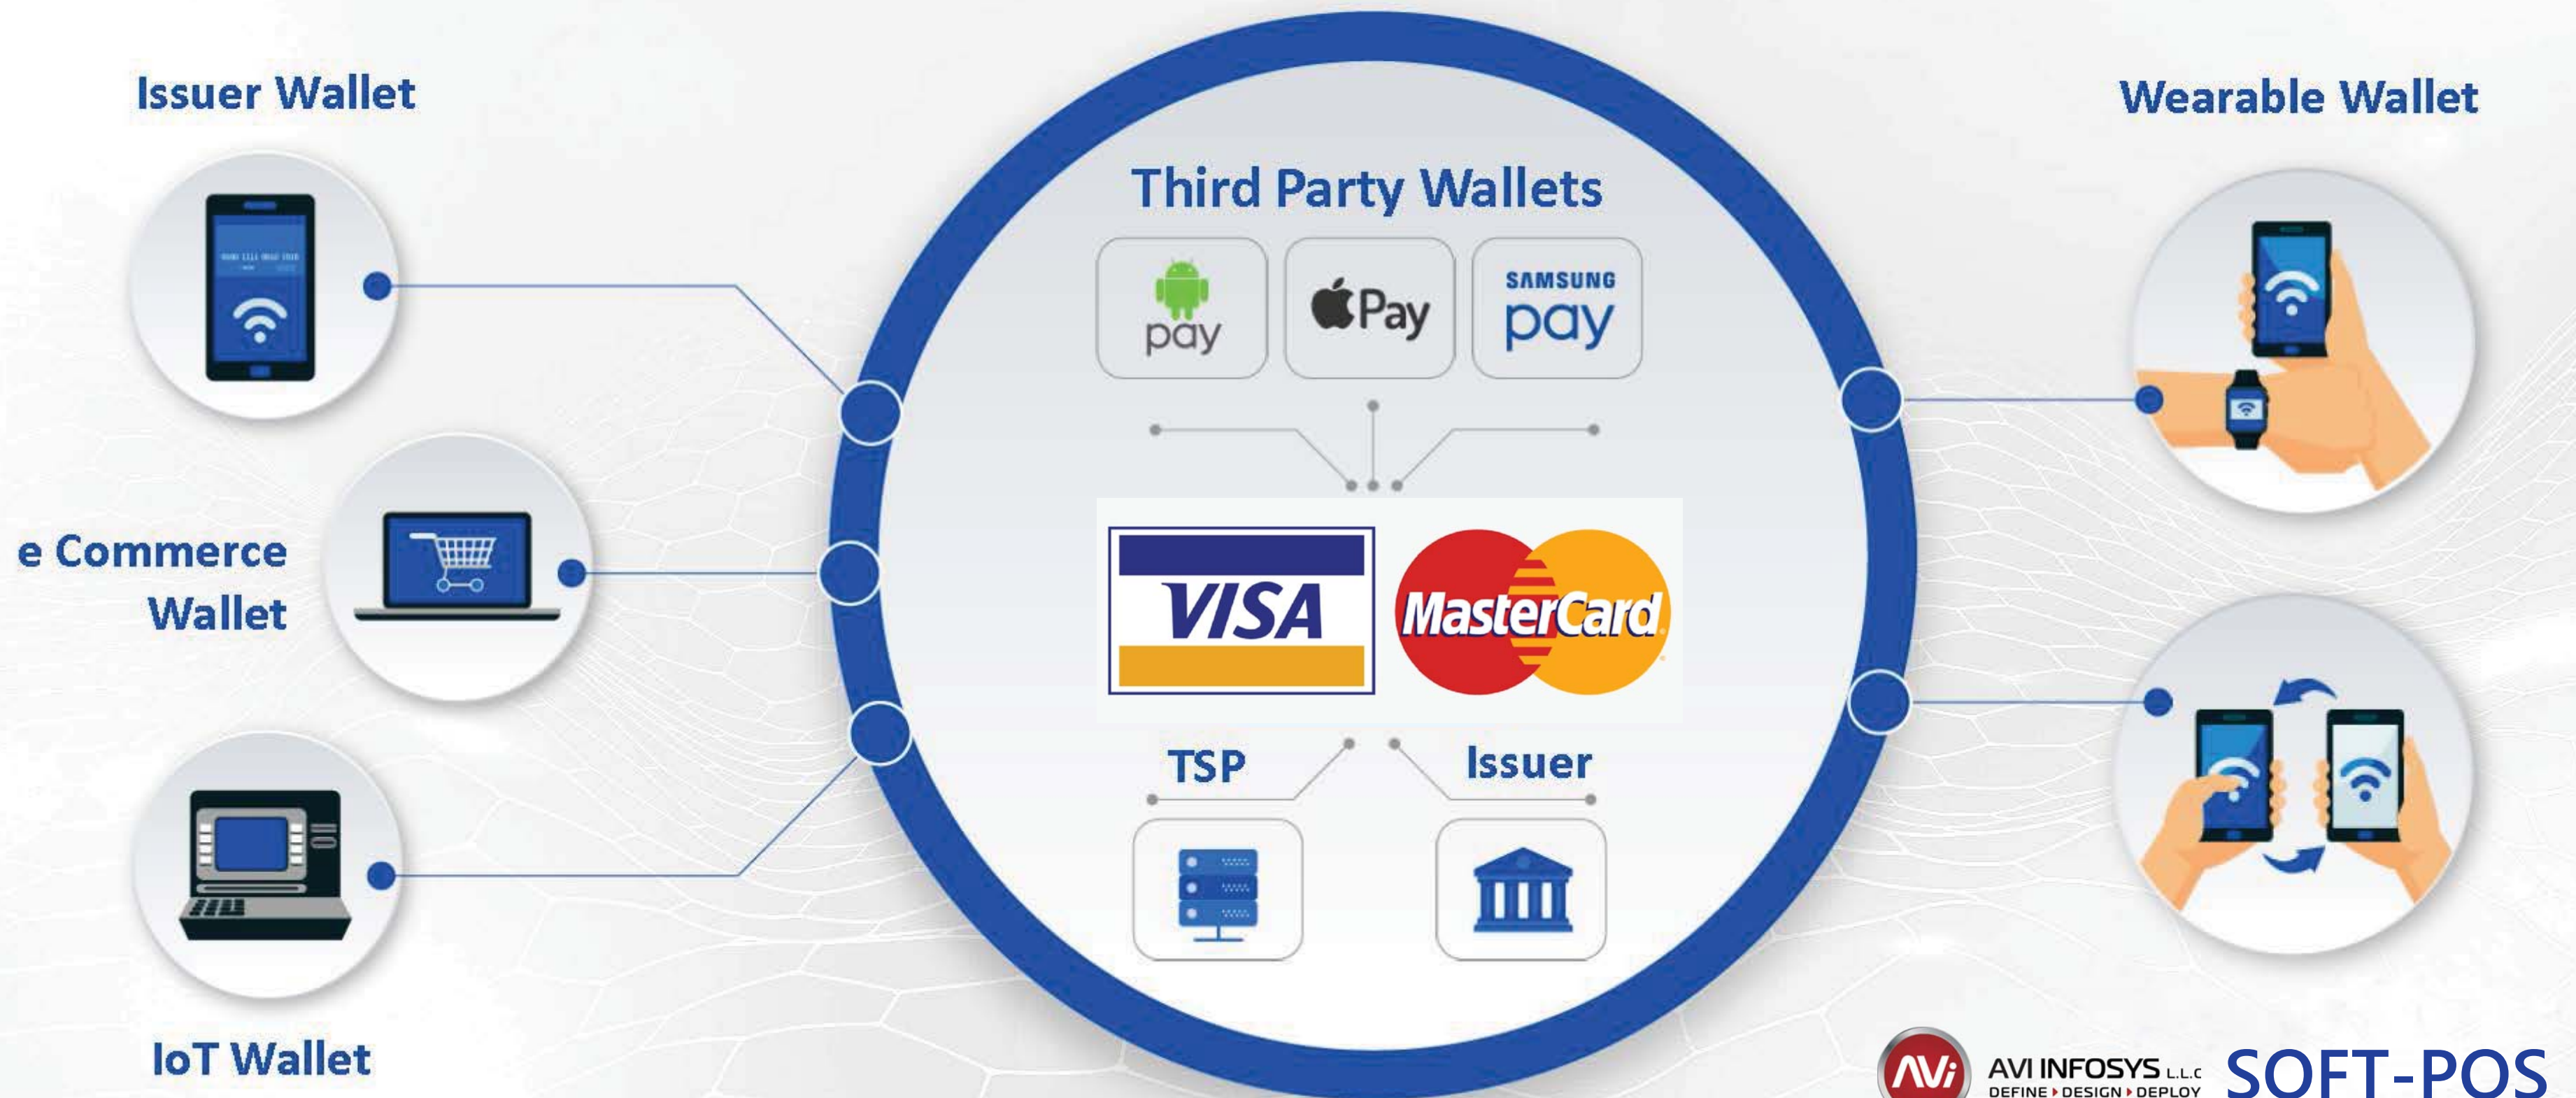 Issuer Wallet
e Commerce
Wallet
IoT Wallet
Third Party Wallets
pay
Pay
SAMSUNG
pay
VISA
MasterCard
TSP
Issuer
Wearable Wallet
AVi
AVI INFOSYS L.L.C
DEFINE DESIGN DEPLOY
SOFT-POS